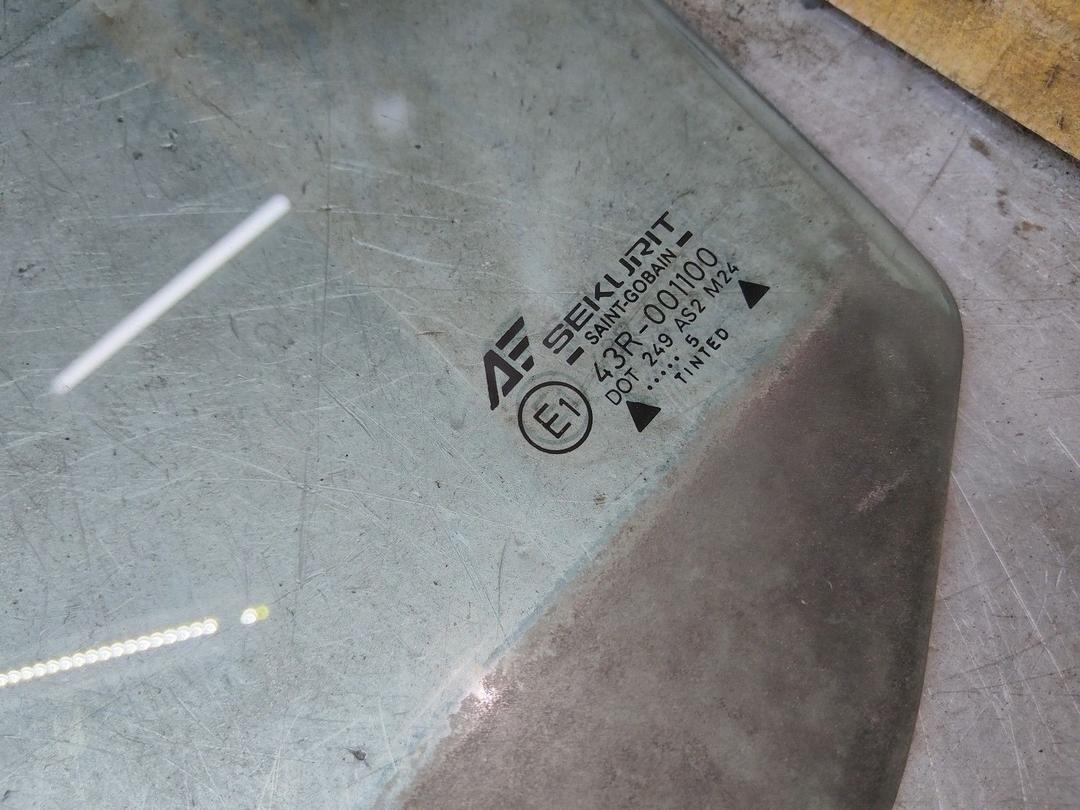 SEKURIT
SAINT-GOBAIN
E1
43R-001100
DOT 249 AS2 M24
..... 5
TINTED